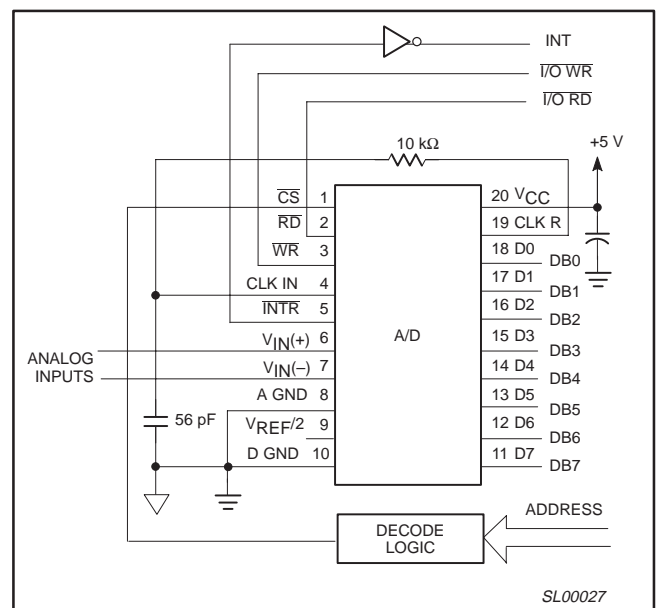 INT
I/O WR
I/O RD
10 kΩ
+5 V
CS 1
RD 2
WR 3
CLK IN 4
INTR 5
VIN(+) 6
VIN(–) 7
A GND 8
VREF/2 9
D GND 10
ANALOG
INPUTS
56 pF
A/D
20 VCC
19 CLK R
18 D0
DB0
17 D1
DB1
16 D2
DB2
15 D3
DB3
14 D4
DB4
13 D5
DB5
12 D6
DB6
11 D7
DB7
ADDRESS
DECODE
LOGIC
SL00027